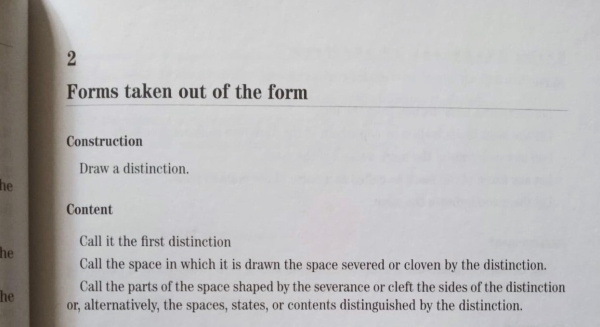 2
Forms taken out of the form
Construction
Draw a distinction.
he
Content
Call it the first distinction
he
Call the space in which it is drawn the space severed or cloven by the distinction.
Call the parts of the space shaped by the severance or cleft the sides of the distinction
he
or, alternatively, the spaces, states, or contents distinguished by the distinction.